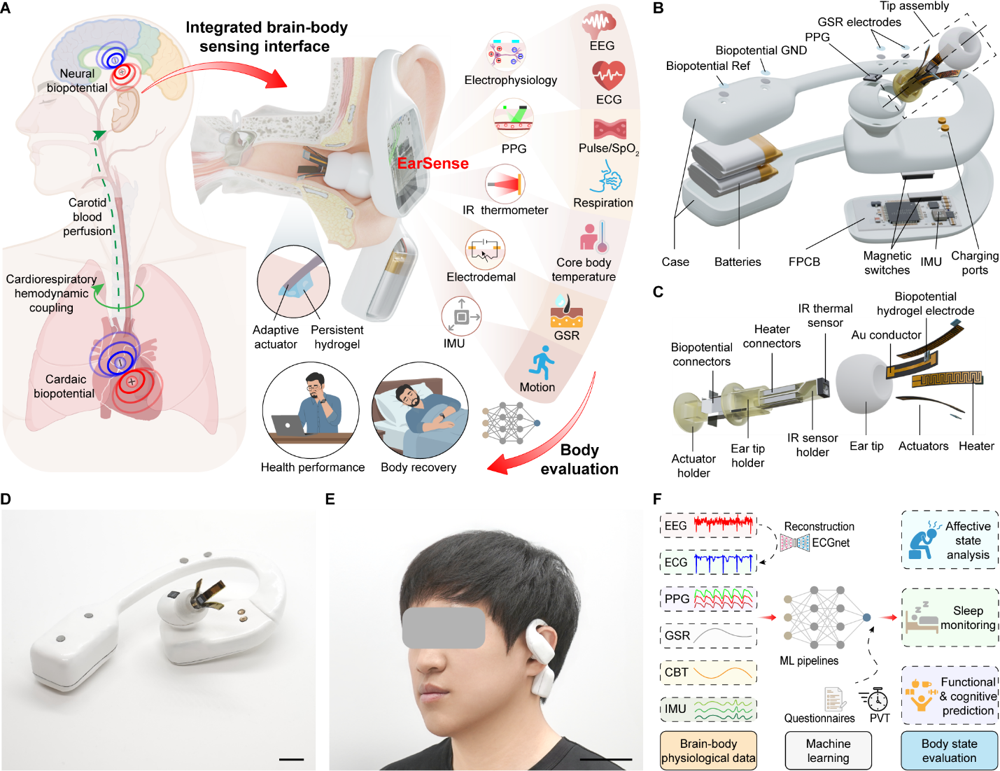 A
Integrated brain-body
sensing interface
Neural
biopotential
Carotid
blood
perfusion
Cardiorespiratory
hemodynamic
coupling
Cardaic
biopotential
EarSense
Adaptive
actuator
Persistent
hydrogel
Electrophysiology
PPG
IR thermometer
Electrodemal
IMU
EEG
ECG
Pulse/SpO2
Respiration
Core body
temperature
GSR
Motion
Health performance
Body recovery
Body
evaluation
B
Tip assembly
GSR electrodes
PPG
Biopotential GND
Biopotential Ref
Case
Batteries
FPCB
Magnetic
switches
IMU
Charging
ports
C
Biopotential
hydrogel electrode
IR thermal
sensor
Au conductor
Heater
connectors
Biopotential
connectors
Actuator
holder
Ear tip
holder
IR sensor
holder
Ear tip
Actuators
Heater
D
E
F
EEG
ECG
PPG
GSR
CBT
IMU
Reconstruction
ECGnet
ML pipelines
Questionnaires
PVT
Affective
state
analysis
Sleep
monitoring
Functional
& cognitive
prediction
Brain-body
physiological data
Machine
learning
Body state
evaluation